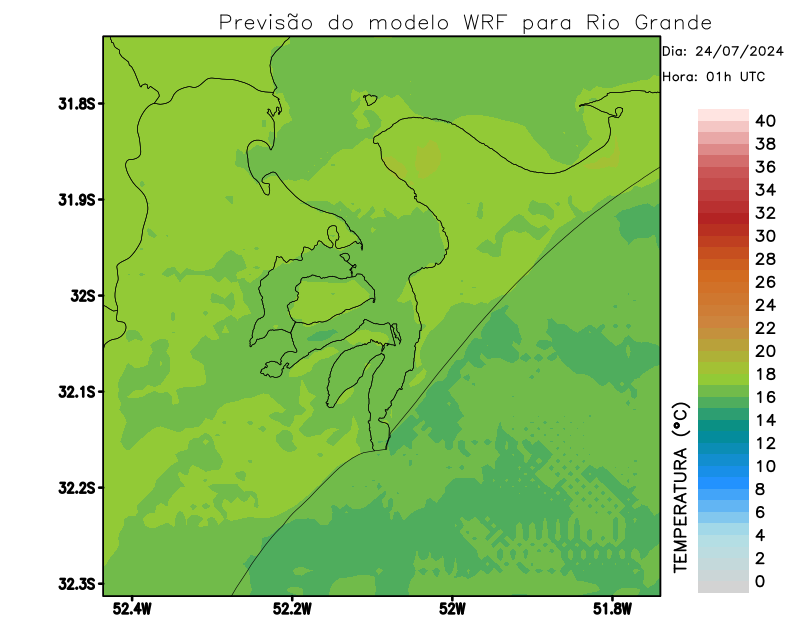 Previsão do modelo WRF para Rio Grande
Dia: 24/07/2024
Hora: 01h UTC
31.8S
31.9S
32S
32.1S
32.2S
32.3S
52.4W
52.2W
52W
51.8W
TEMPERATURA (°C)
40
38
36
34
32
30
28
26
24
22
20
18
16
14
12
10
8
6
4
2
0